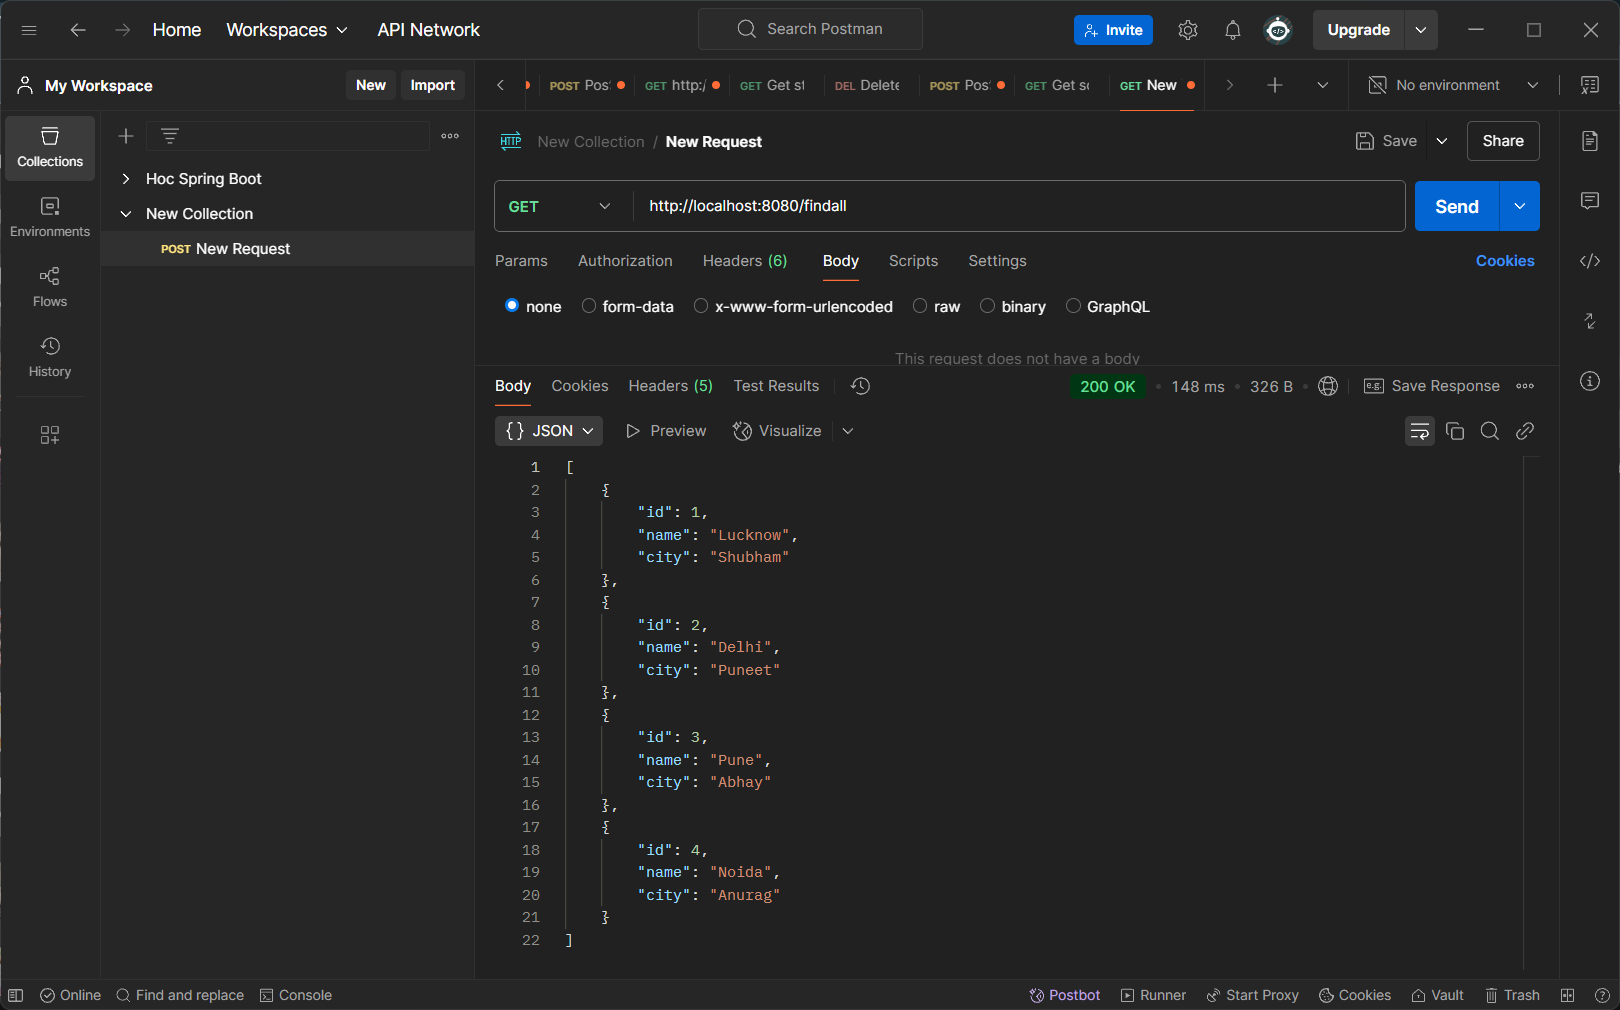 Home Workspaces API Network Search Postman Invite Upgrade
My Workspace New Import
POST Pos GET http:/ GET Get st DEL Delete POST Pos GET Get sc GET New No environment
Collections
Environments
Flows
History
Hoc Spring Boot
New Collection
POST New Request
HTTP New Collection / New Request Save Share
GET http://localhost:8080/findall Send
Params Authorization Headers (6) Body Scripts Settings Cookies
none form-data x-www-form-urlencoded raw binary GraphQL
This request does not have a body
Body Cookies Headers (5) Test Results 200 OK • 148 ms • 326 B • e.g. Save Response
{} JSON Preview Visualize
1 [
2 {
3 "id": 1,
4 "name": "Lucknow",
5 "city": "Shubham"
6 },
7 {
8 "id": 2,
9 "name": "Delhi",
10 "city": "Puneet"
11 },
12 {
13 "id": 3,
14 "name": "Pune",
15 "city": "Abhay"
16 },
17 {
18 "id": 4,
19 "name": "Noida",
20 "city": "Anurag"
21 }
22 ]
Online Find and replace Console Postbot Runner Start Proxy Cookies Vault Trash